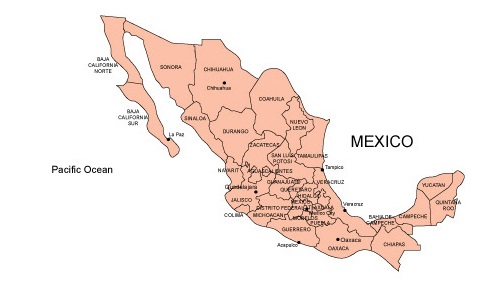 BAJA
CALIFORNIA
NORTE
SONORA
CHIHUAHUA
Chihuahua
COAHUILA
BAJA
CALIFORNIA
SUR
SINALOA
NUEVO
LEON
La Paz
DURANGO
MEXICO
ZACATECAS
SAN LUIS
POTOSI
TAMAULIPAS
Pacific Ocean
NAYARIT
AGUASCALIENTES
Tampico
GUANAJUATO
VERACRUZ
Guadalajara
QUERETARO
HIDALGO
YUCATAN
JALISCO
MEXICO
QUINTANA
ROO
DISTRITO FEDERAL
TLAXCALA
Veracruz
COLIMA
MICHOACAN
Mexico City
MORELOS
PUEBLA
BAHIA DE
CAMPECHE
CAMPECHE
GUERRERO
Acapulco
Oaxaca
OAXACA
CHIAPAS